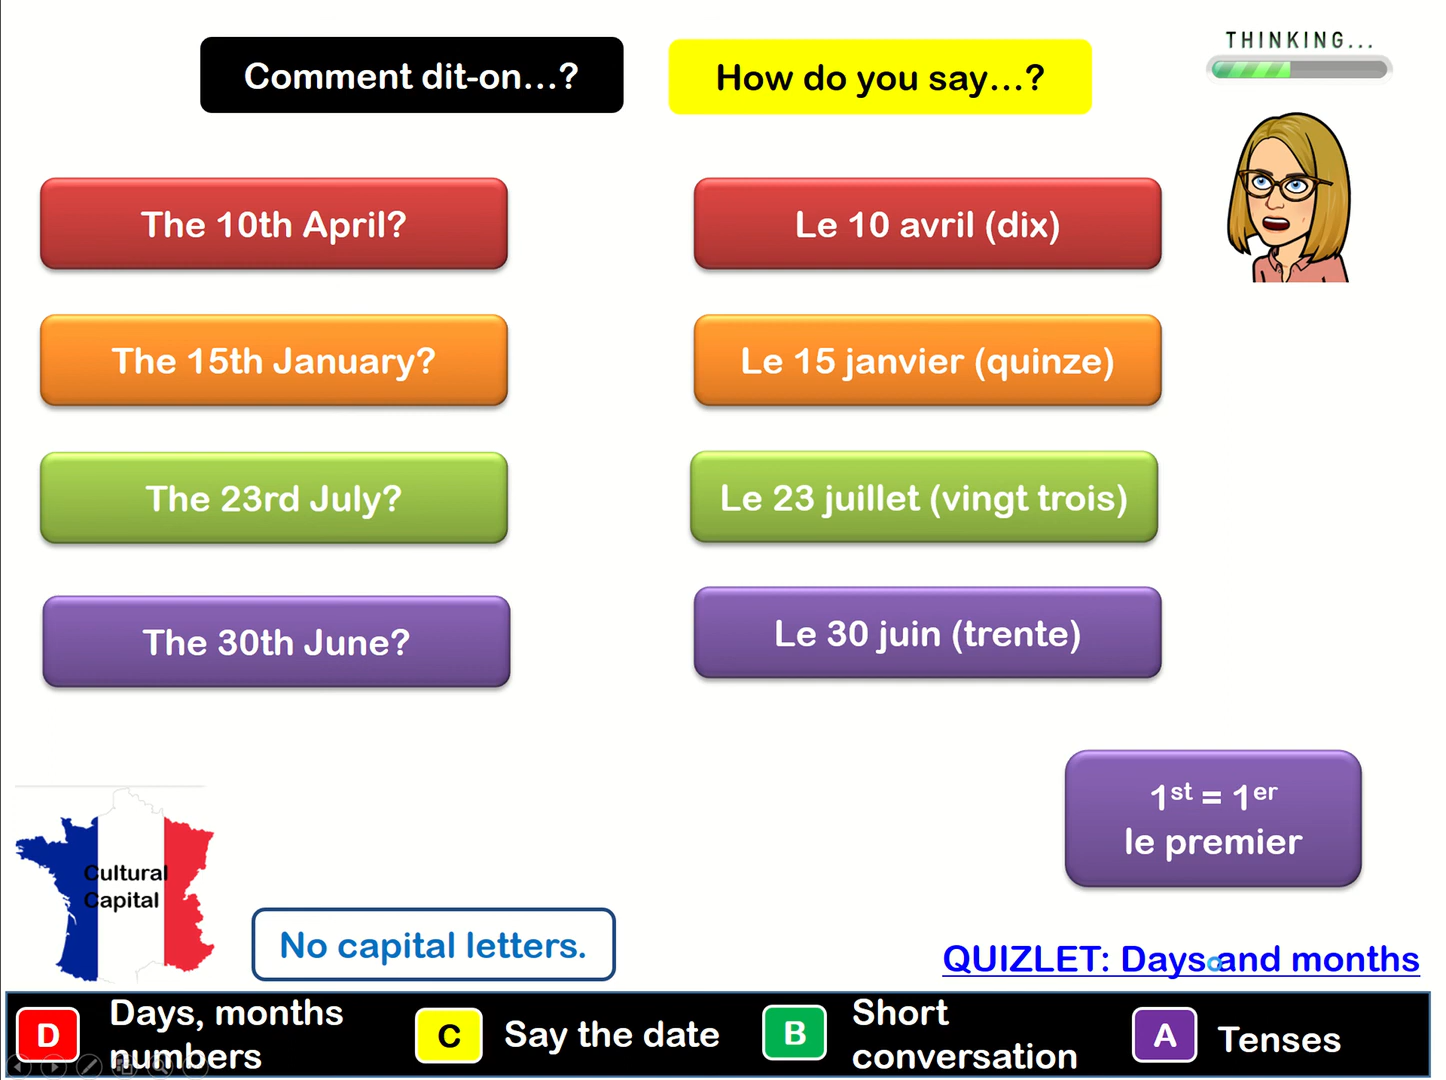 Comment dit-on...?
How do you say...?
THINKING...
The 10th April?
Le 10 avril (dix)
The 15th January?
Le 15 janvier (quinze)
The 23rd July?
Le 23 juillet (vingt trois)
The 30th June?
Le 30 juin (trente)
1st = 1er
le premier
Cultural
Capital
No capital letters.
QUIZLET: Days and months
D
Days, months
numbers
C
Say the date
B
Short
conversation
A
Tenses